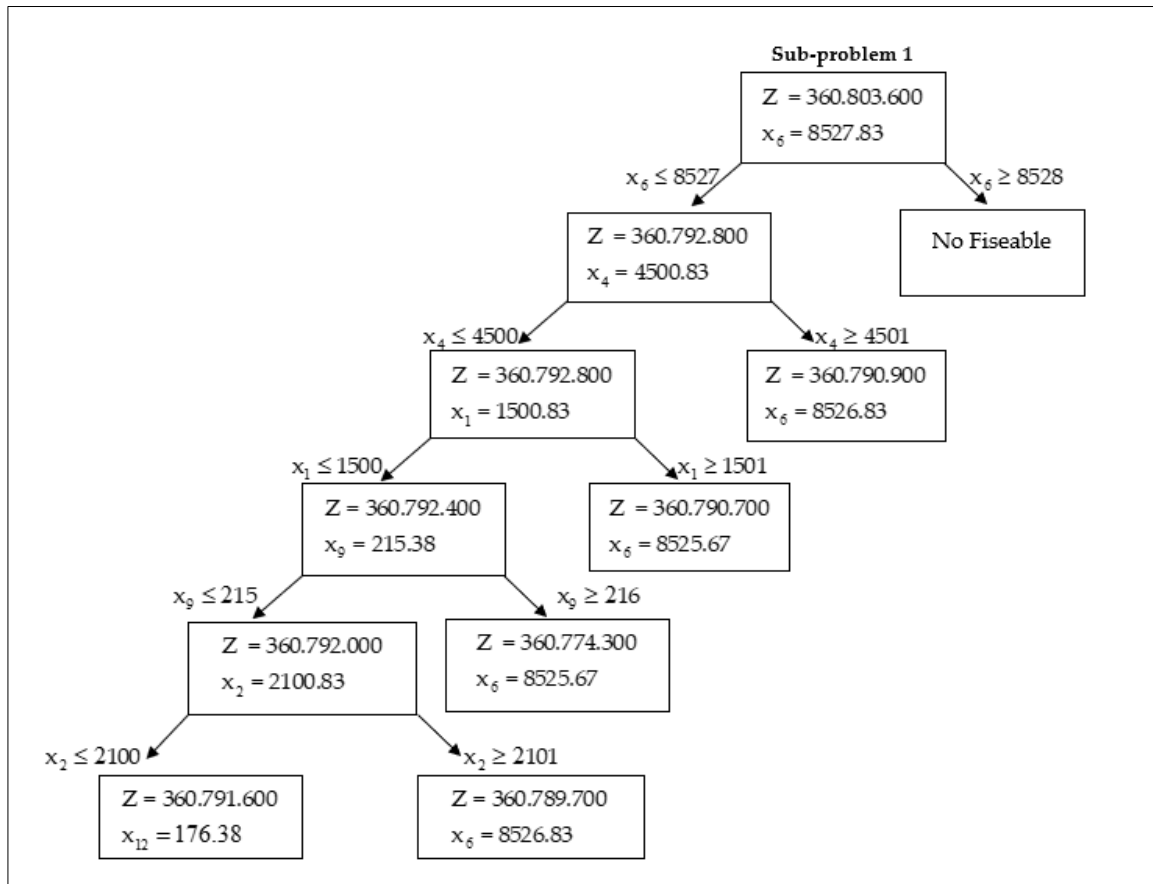 Sub-problem 1
Z = 360.803.600
x₆ = 8527.83
x₆ ≤ 8527
x₆ ≥ 8528
Z = 360.792.800
x₄ = 4500.83
No Fiseable
x₄ ≤ 4500
x₄ ≥ 4501
Z = 360.792.800
x₁ = 1500.83
Z = 360.790.900
x₆ = 8526.83
x₁ ≤ 1500
x₁ ≥ 1501
Z = 360.792.400
x₉ = 215.38
Z = 360.790.700
x₆ = 8525.67
x₉ ≤ 215
x₉ ≥ 216
Z = 360.792.000
x₂ = 2100.83
Z = 360.774.300
x₆ = 8525.67
x₂ ≤ 2100
x₂ ≥ 2101
Z = 360.791.600
x₁₂ = 176.38
Z = 360.789.700
x₆ = 8526.83